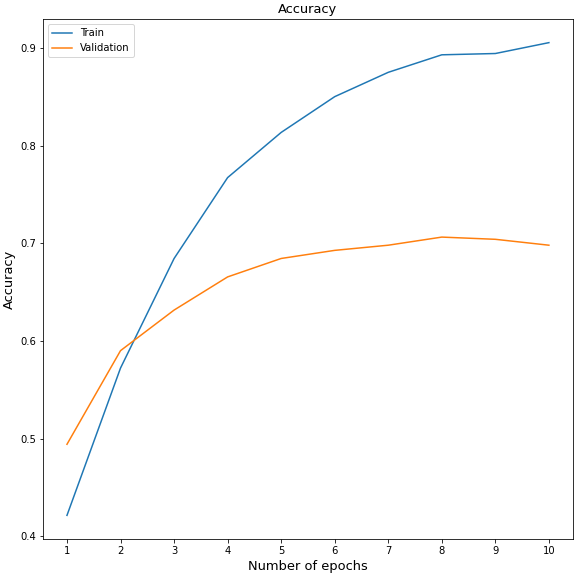 Accuracy
Train
Validation
Accuracy
0.9
0.8
0.7
0.6
0.5
0.4
1 2 3 4 5 6 7 8 9 10
Number of epochs